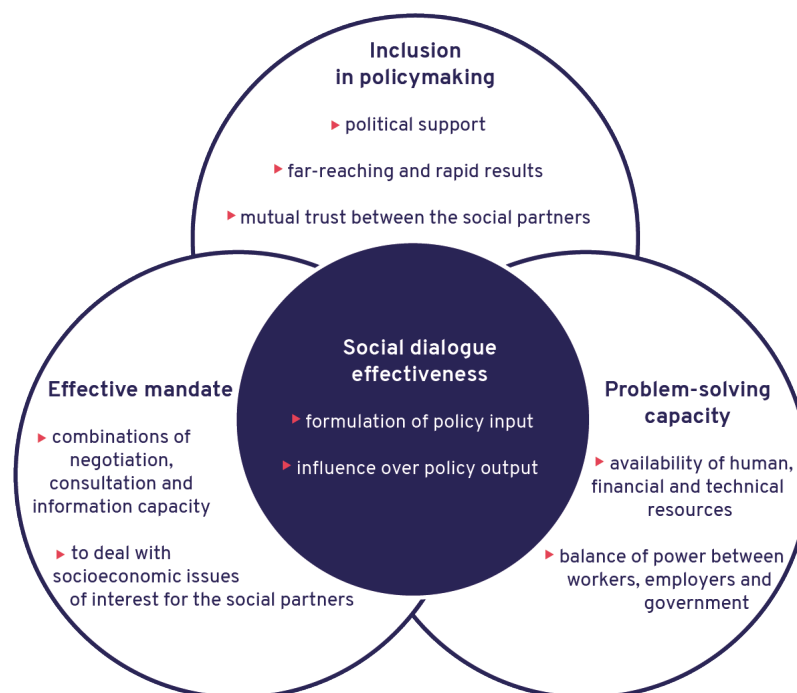 Inclusion
in policymaking
political support
far-reaching and rapid results
mutual trust between the social partners
Social dialogue
effectiveness
formulation of policy input
influence over policy output
Effective mandate
combinations of
negotiation,
consultation and
information capacity
to deal with
socioeconomic issues
of interest for the social partners
Problem-solving
capacity
availability of human,
financial and technical
resources
balance of power between
workers, employers and
government